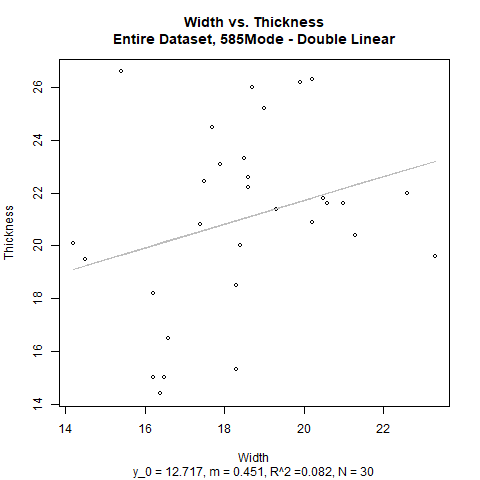 Width vs. Thickness
Entire Dataset, 585Mode - Double Linear
Thickness
26
24
22
20
18
16
14
14 16 18 20 22
Width
y_0 = 12.717, m = 0.451, R^2 =0.082, N = 30